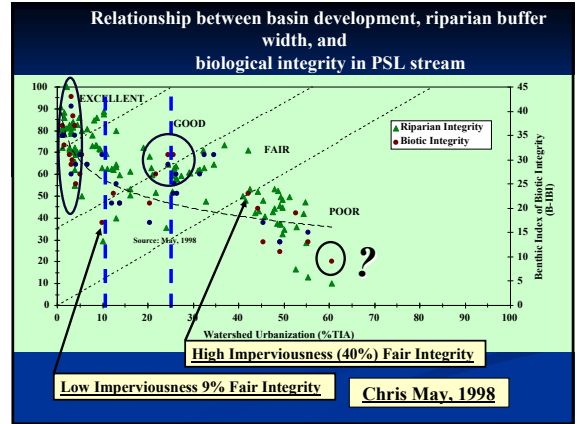 Relationship between basin development, riparian buffer
width, and
biological integrity in PSL stream
100
90
80
70
60
50
40
30
20
10
0
EXCELLENT
GOOD
FAIR
POOR
Riparian Integrity
Biotic Integrity
45
40
35
30
25
20
15
10
5
0
Benthic Index of Biotic Integrity
(B-IBI)
Source: May, 1998
?
0 10 20 30 40 50 60 70 80 90 100
Watershed Urbanization (%TIA)
High Imperviousness (40%) Fair Integrity
Low Imperviousness 9% Fair Integrity
Chris May, 1998